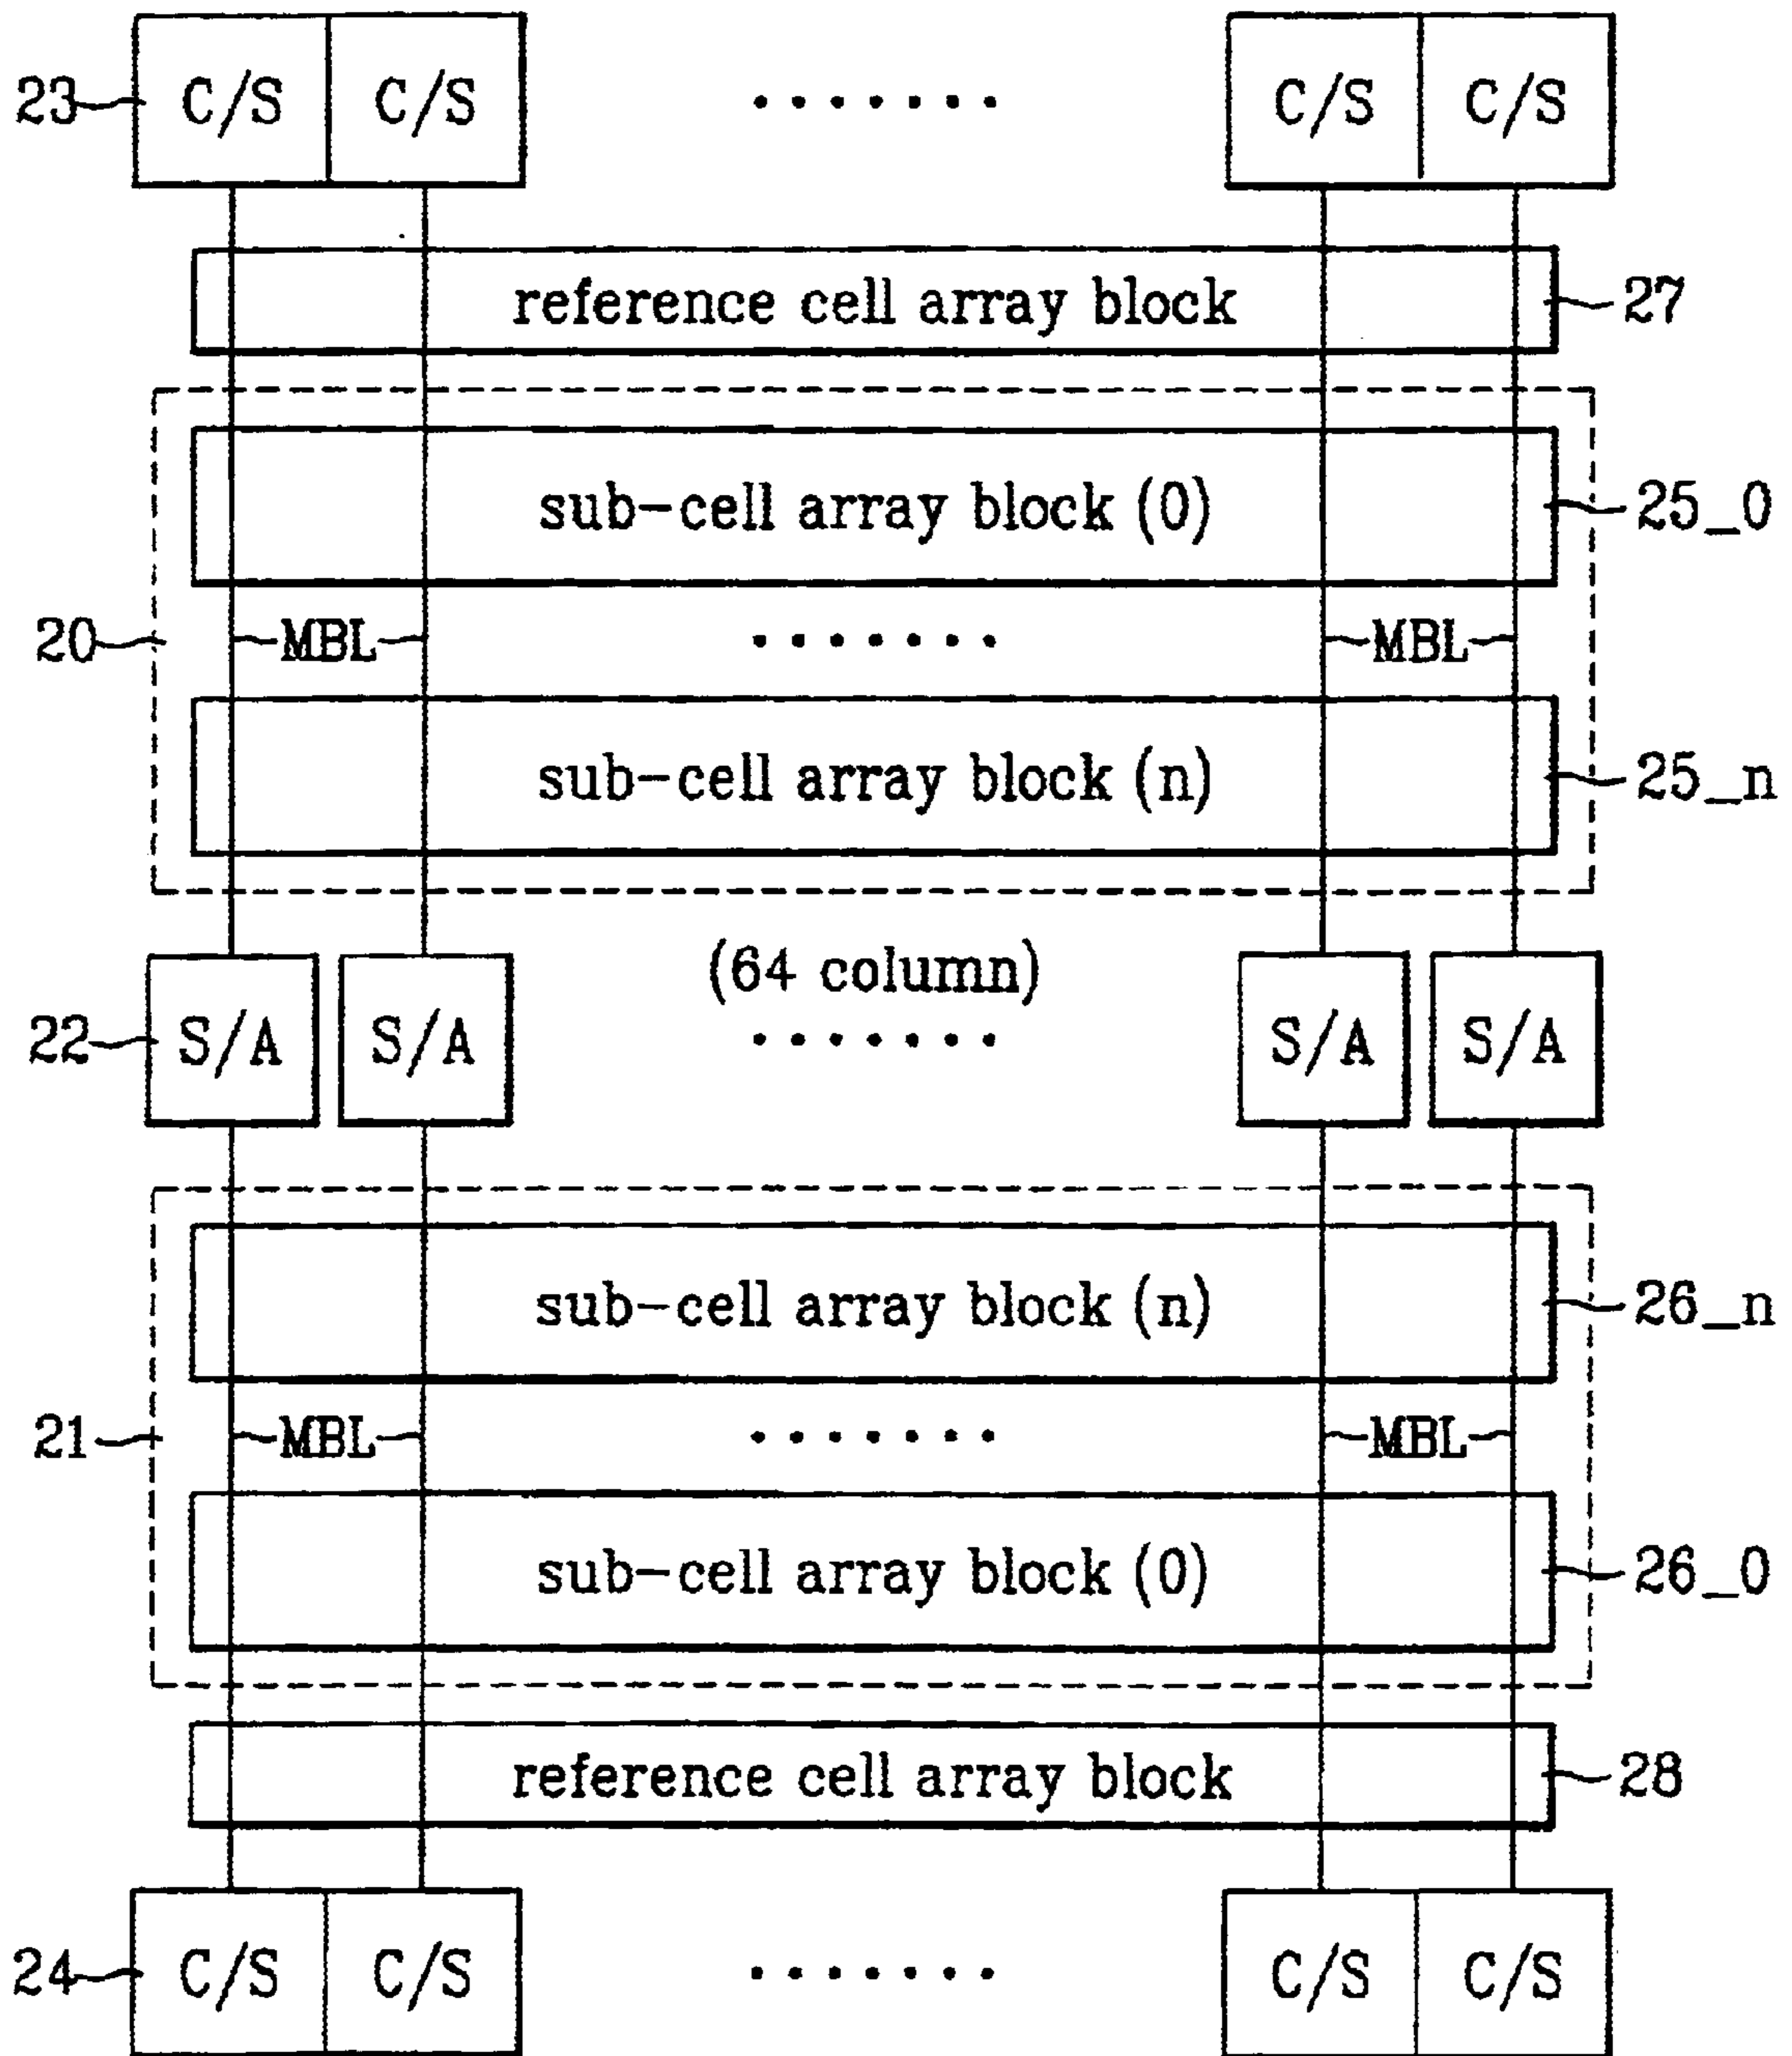 23 C/S C/S C/S C/S
reference cell array block 27
sub-cell array block (0) 25_0
20 MBL MBL
sub-cell array block (n) 25_n
(64 column)
22 S/A S/A S/A S/A
sub-cell array block (n) 26_n
21 MBL MBL
sub-cell array block (0) 26_0
reference cell array block 28
24 C/S C/S C/S C/S